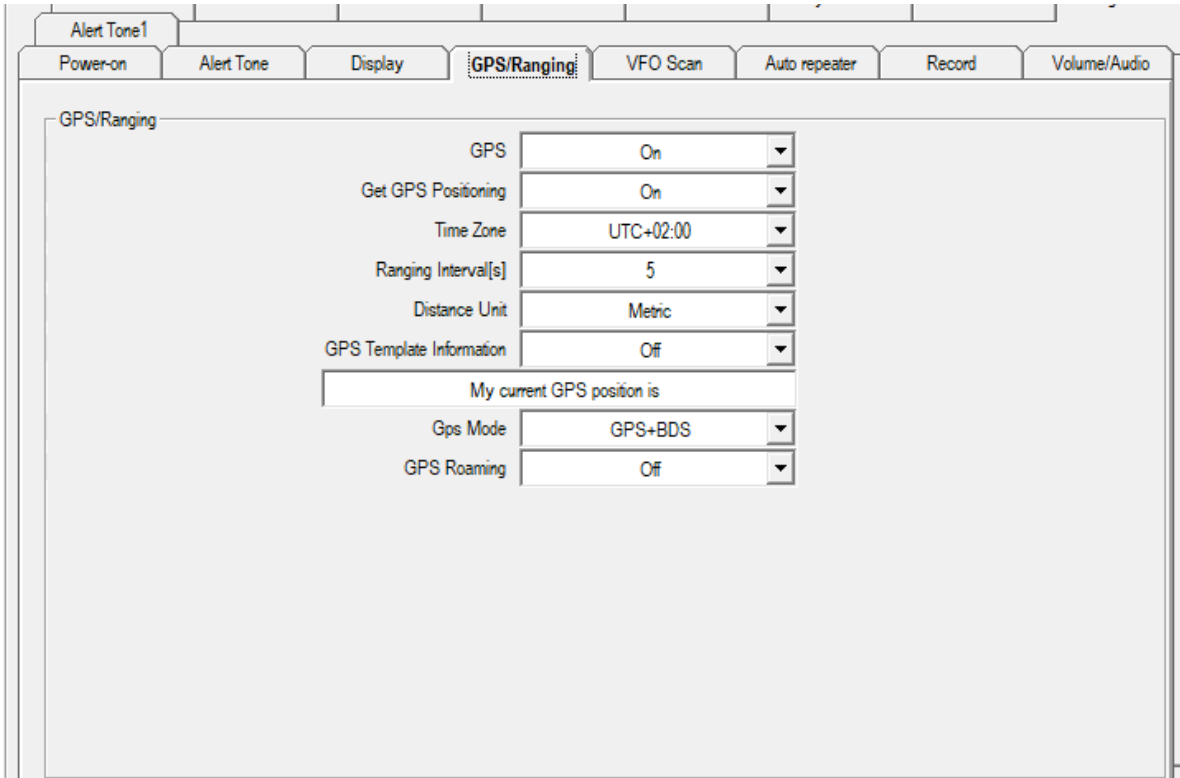 Alert Tone1
Power-on Alert Tone Display GPS/Ranging VFO Scan Auto repeater Record Volume/Audio
GPS/Ranging
GPS On
Get GPS Positioning On
Time Zone UTC+02:00
Ranging Interval[s] 5
Distance Unit Metric
GPS Template Information Off
My current GPS position is
Gps Mode GPS+BDS
GPS Roaming Off